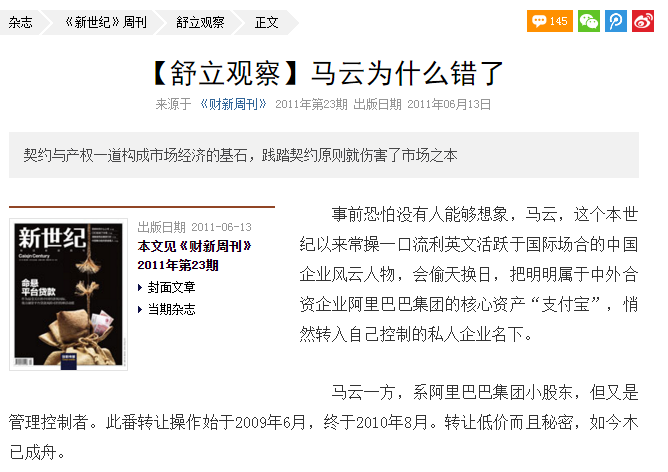 杂志 《新世纪》周刊 舒立观察 正文 145
【舒立观察】马云为什么错了
来源于 《财新周刊》 2011年第23期 出版日期 2011年06月13日
契约与产权一道构成市场经济的基石，践踏契约原则就伤害了市场之本
新世纪
Caixin Century
命悬
平台贷款
出版日期 2011-06-13
本文见《财新周刊》
2011年第23期
封面文章
当期杂志
事前恐怕没有人能够想象，马云，这个本世
纪以来常操一口流利英文活跃于国际场合的中国
企业风云人物，会偷天换日，把明明属于中外合
资企业阿里巴巴集团的核心资产“支付宝”，悄
然转入自己控制的私人企业名下。
马云一方，系阿里巴巴集团小股东，但又是
管理控制者。此番转让操作始于2009年6月，终于2010年8月。转让低价而且秘密，如今木
已成舟。